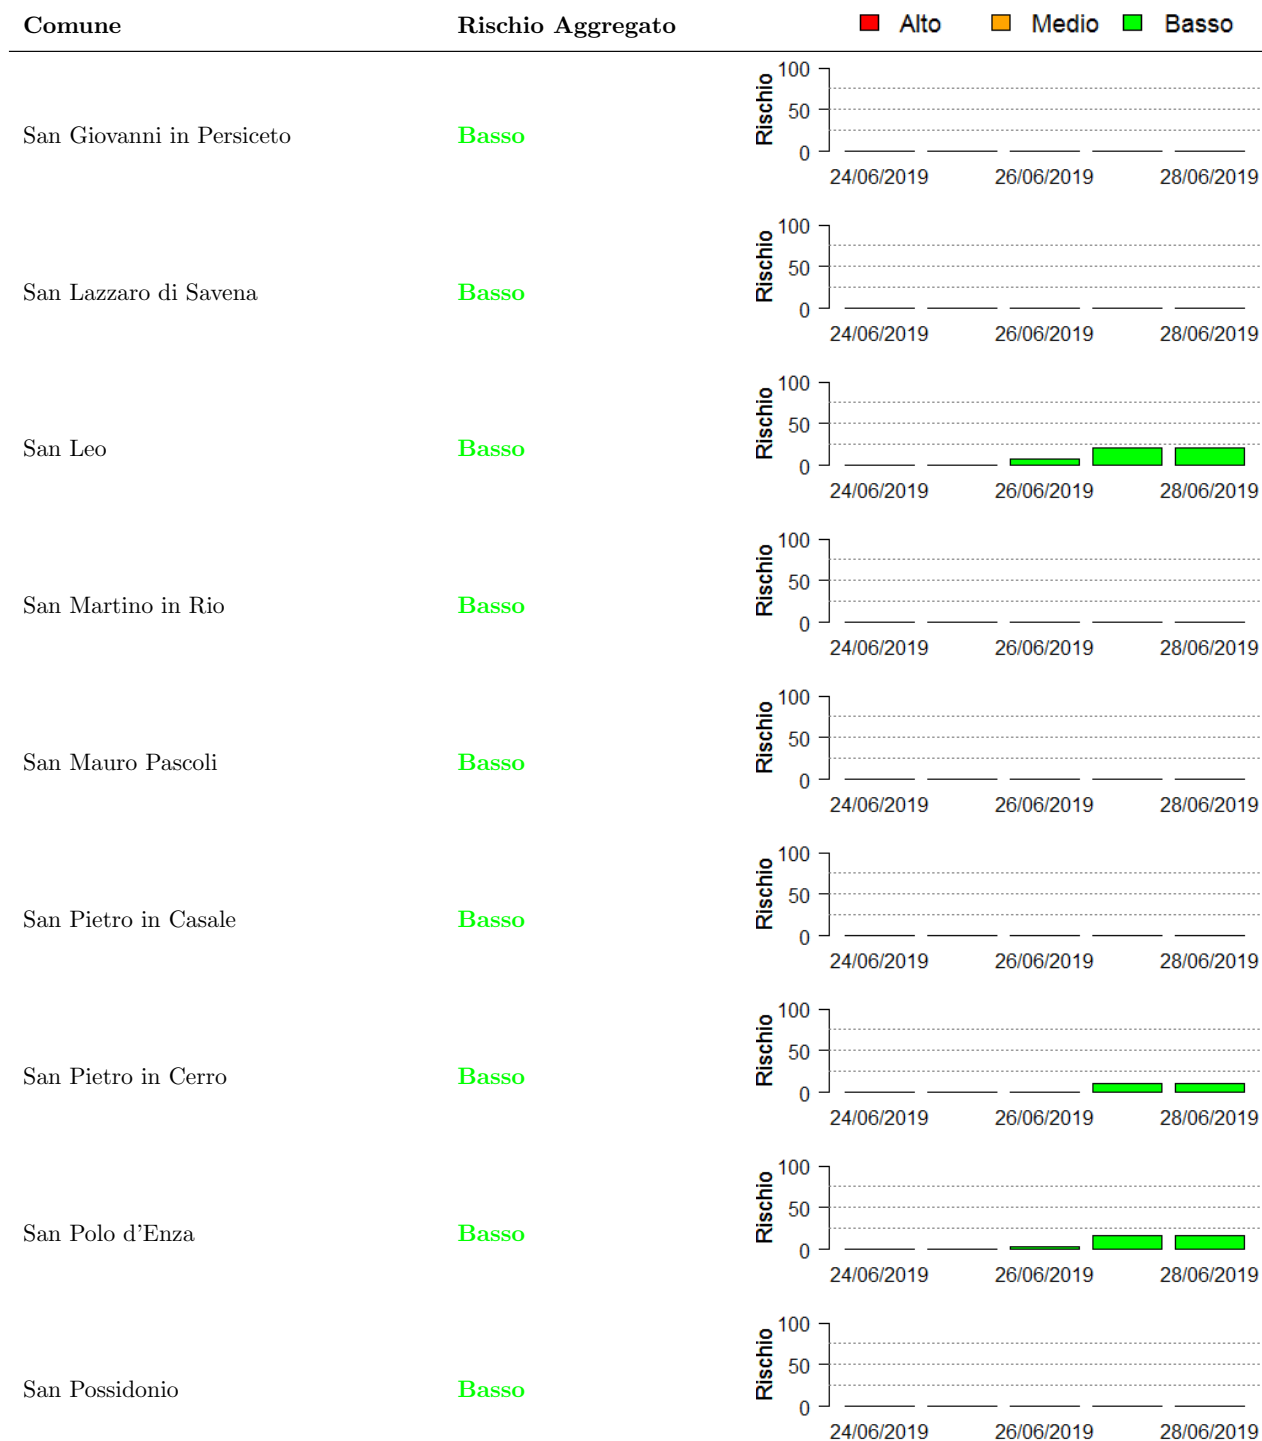 Comune Rischio Aggregato Alto Medio Basso
San Giovanni in Persiceto Basso Rischio 100 50 0
24/06/2019 26/06/2019 28/06/2019
San Lazzaro di Savena Basso Rischio 100 50 0
24/06/2019 26/06/2019 28/06/2019
San Leo Basso Rischio 100 50 0
24/06/2019 26/06/2019 28/06/2019
San Martino in Rio Basso Rischio 100 50 0
24/06/2019 26/06/2019 28/06/2019
San Mauro Pascoli Basso Rischio 100 50 0
24/06/2019 26/06/2019 28/06/2019
San Pietro in Casale Basso Rischio 100 50 0
24/06/2019 26/06/2019 28/06/2019
San Pietro in Cerro Basso Rischio 100 50 0
24/06/2019 26/06/2019 28/06/2019
San Polo d'Enza Basso Rischio 100 50 0
24/06/2019 26/06/2019 28/06/2019
San Possidonio Basso Rischio 100 50 0
24/06/2019 26/06/2019 28/06/2019